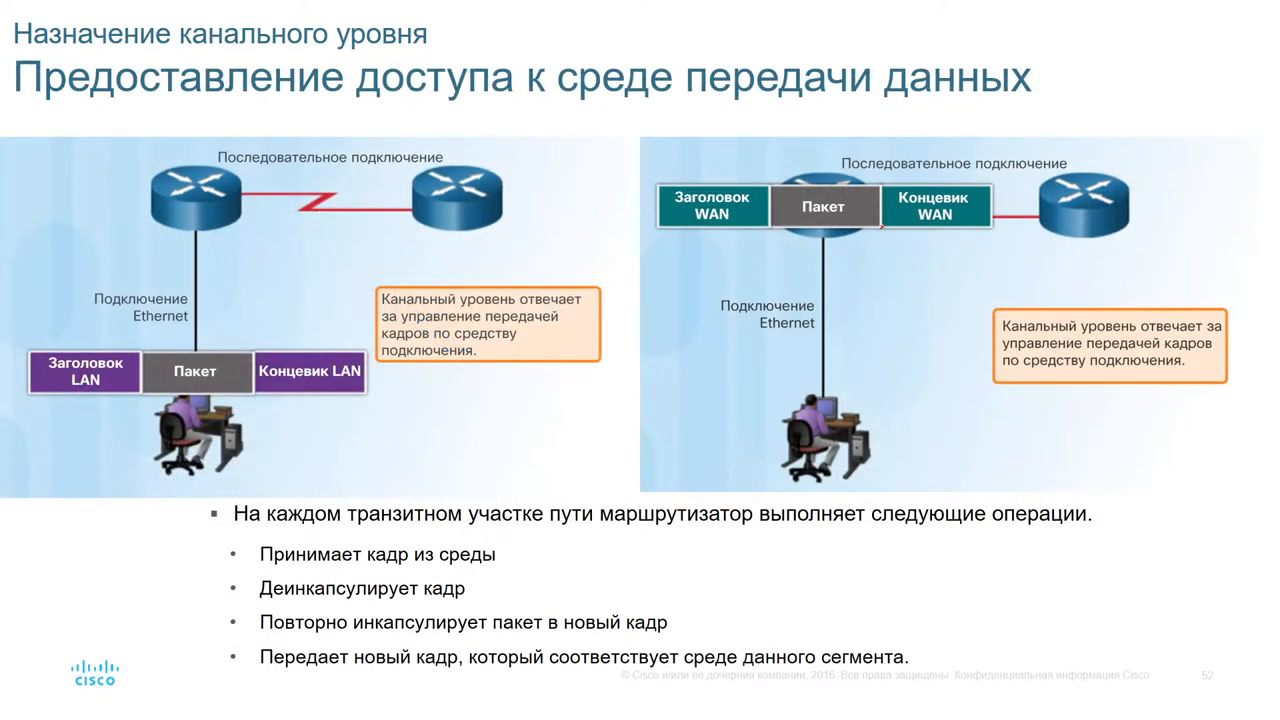 Назначение канального уровня
Предоставление доступа к среде передачи данных
Последовательное подключение
Подключение
Ethernet
Канальный уровень отвечает
за управление передачей
кадров по средству
подключения.
Заголовок
LAN
Пакет
Концевик LAN
Последовательное подключение
Заголовок
WAN
Пакет
Концевик
WAN
Подключение
Ethernet
Канальный уровень отвечает за
управление передачей кадров
по средству подключения.
▪ На каждом транзитном участке пути маршрутизатор выполняет следующие операции.
• Принимает кадр из среды
• Деинкапсулирует кадр
• Повторно инкапсулирует пакет в новый кадр
• Передает новый кадр, который соответствует среде данного сегмента.
CISCO
© Cisco и/или ее дочерние компании, 2016. Все права защищены. Конфиденциальная информация Cisco
52